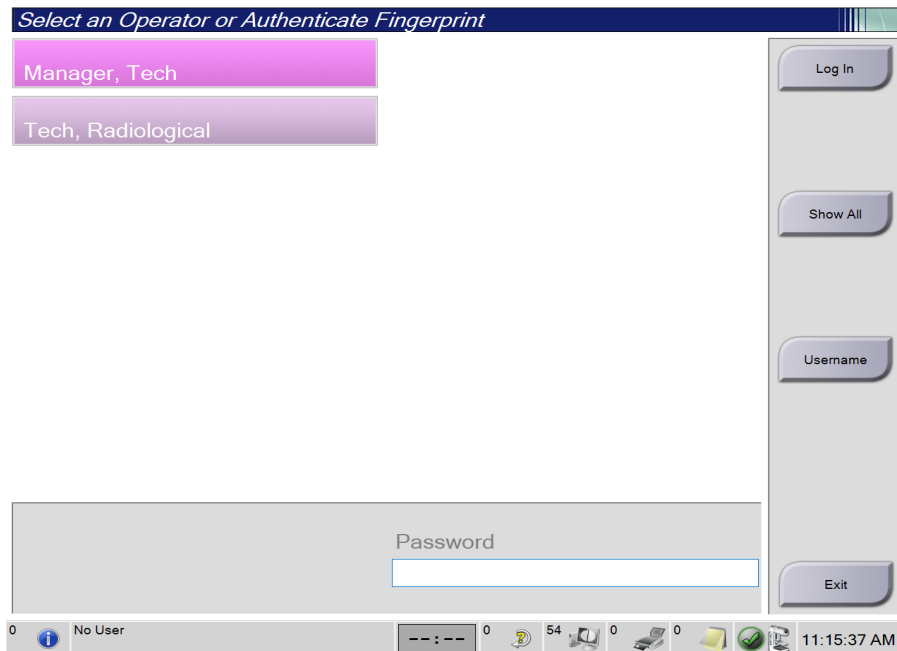 Select an Operator or Authenticate Fingerprint
Manager, Tech
Tech, Radiological
Log In
Show All
Username
Password
Exit
0 No User --:-- 0 54 0 0 11:15:37 AM